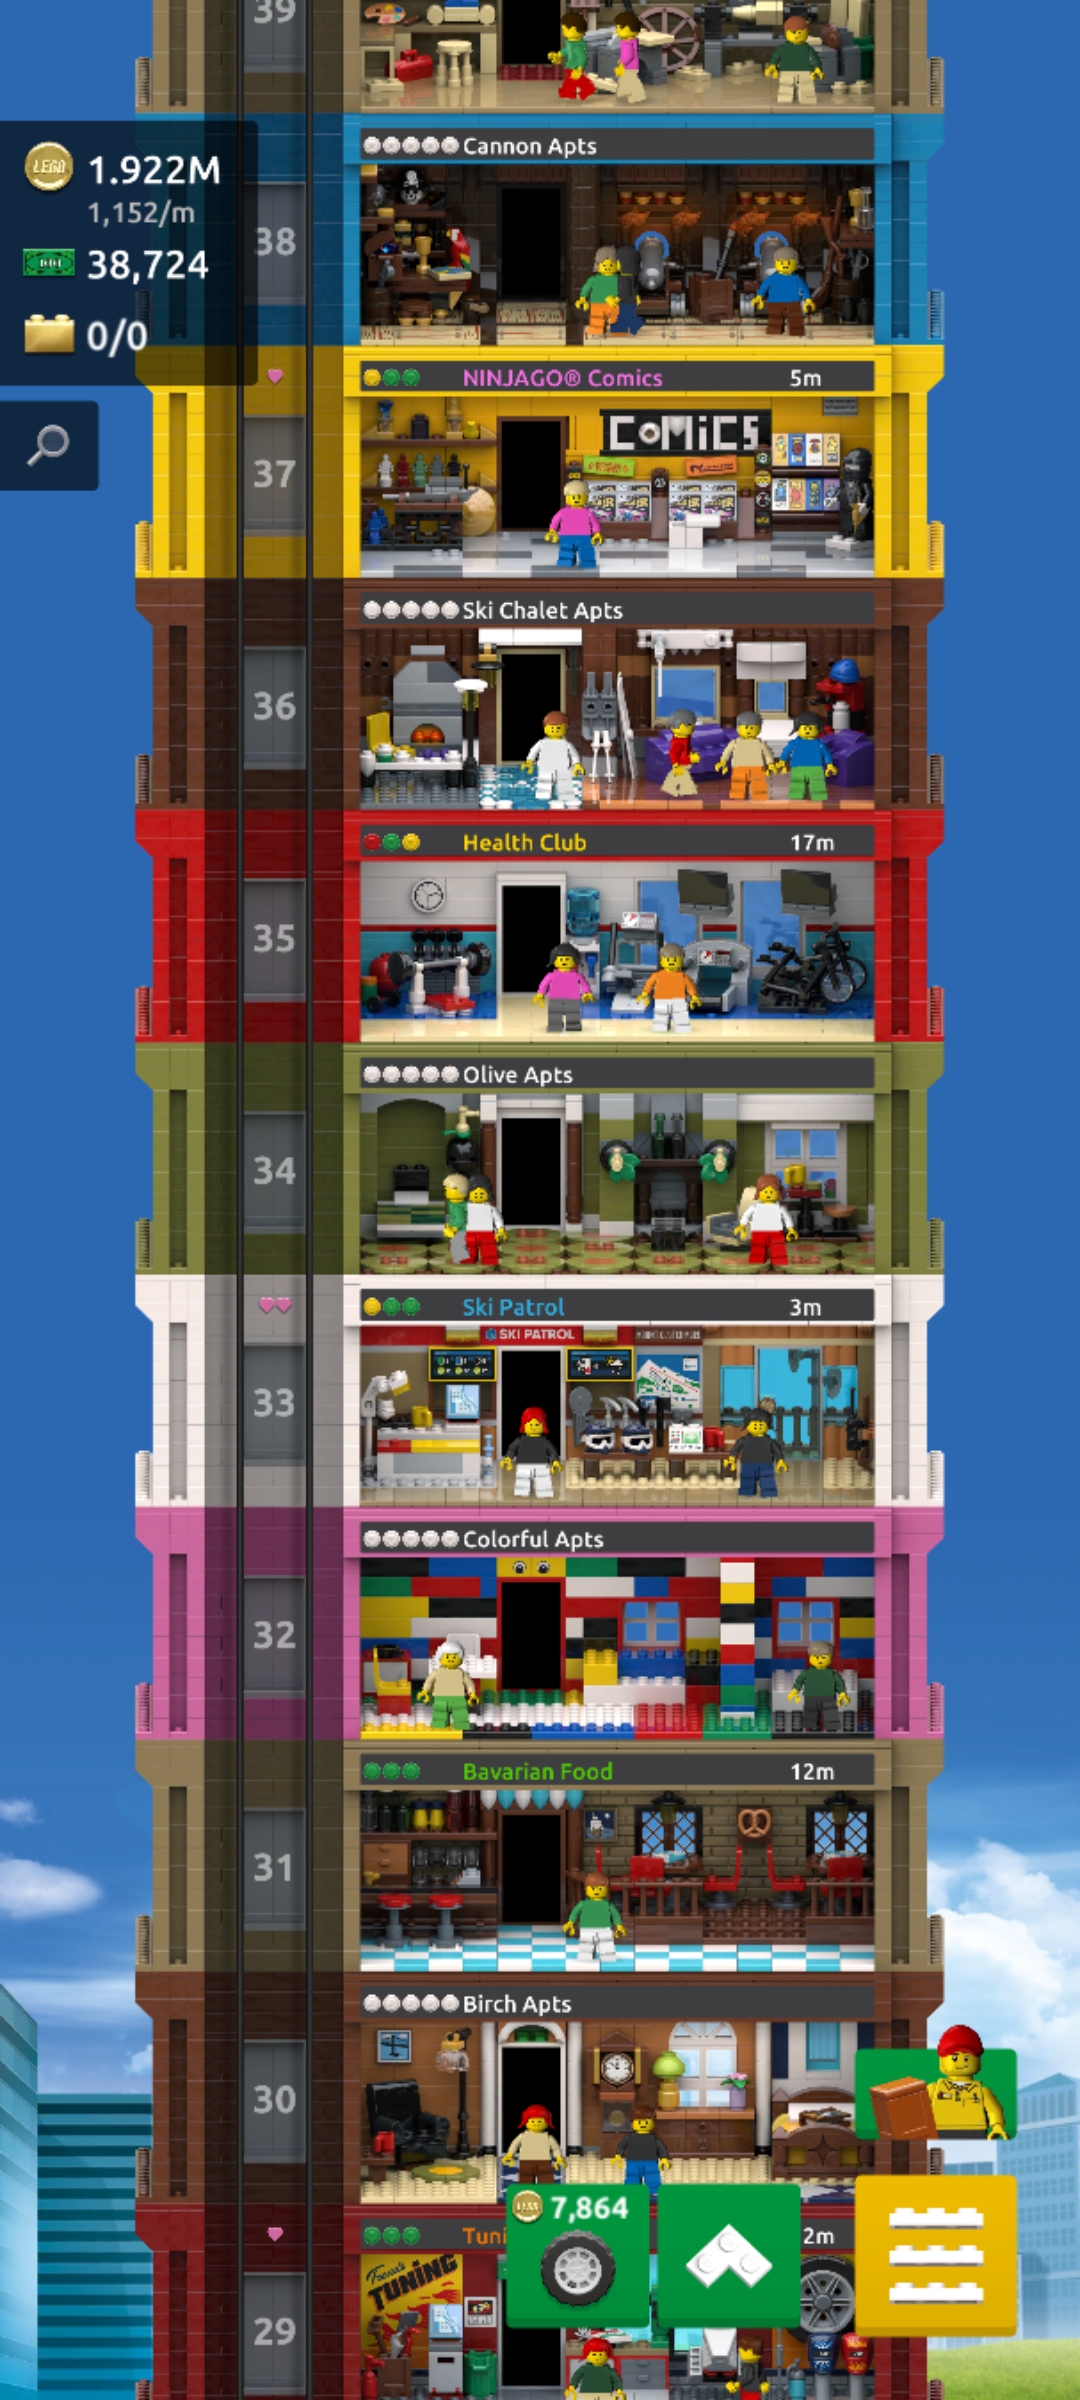 39
LEGO
1.922M
1,152/m
38,724
0/0
Cannon Apts
38
NINJAGO® Comics 5m
COMiCS
37
Ski Chalet Apts
36
Health Club 17m
35
Olive Apts
34
Ski Patrol 3m
SKI PATROL
33
Colorful Apts
32
Bavarian Food 12m
31
Birch Apts
30
7,864
Tuni 2m
TUNING
29